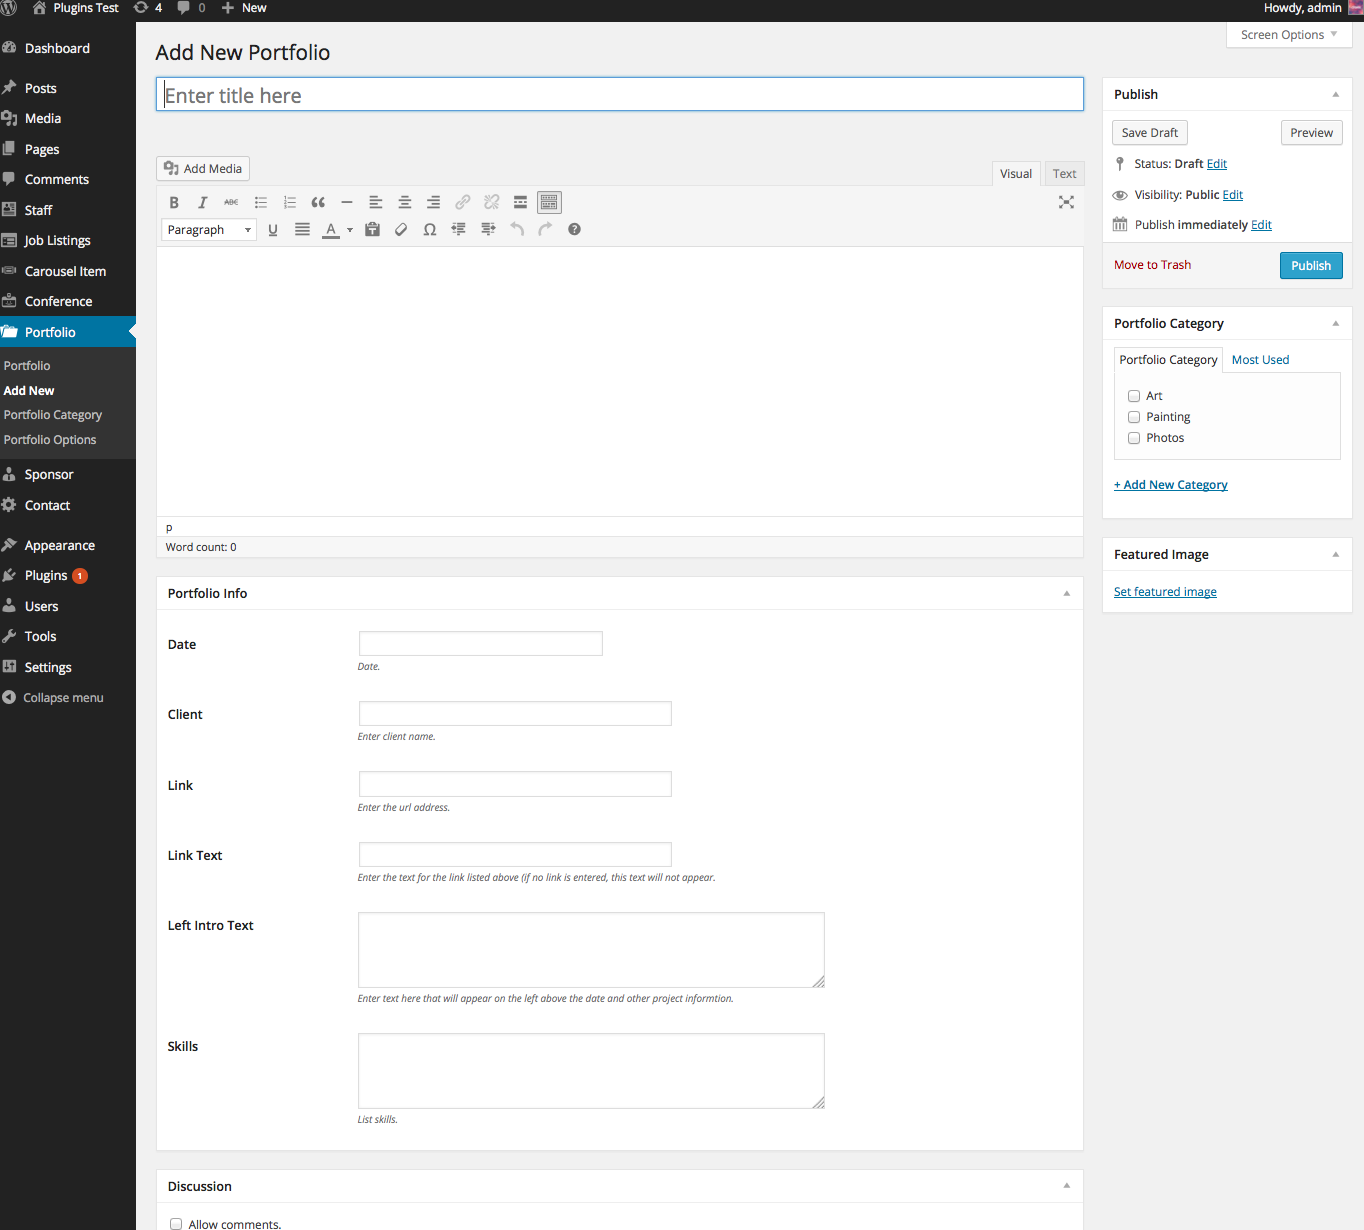 Plugins Test 4 0 New Howdy, admin
Screen Options
Dashboard
Posts
Media
Pages
Comments
Staff
Job Listings
Carousel Item
Conference
Portfolio
Portfolio
Add New
Portfolio Category
Portfolio Options
Sponsor
Contact
Appearance
Plugins 1
Users
Tools
Settings
Collapse menu
Add New Portfolio
Enter title here
Add Media
Visual Text
B I ABC
Paragraph U A Ω ?
p
Word count: 0
Portfolio Info
Date
Date.
Client
Enter client name.
Link
Enter the url address.
Link Text
Enter the text for the link listed above (if no link is entered, this text will not appear.
Left Intro Text
Enter text here that will appear on the left above the date and other project informtion.
Skills
List skills.
Discussion
Allow comments.
Publish
Save Draft Preview
Status: Draft Edit
Visibility: Public Edit
Publish immediately Edit
Move to Trash Publish
Portfolio Category
Portfolio Category Most Used
Art
Painting
Photos
+ Add New Category
Featured Image
Set featured image